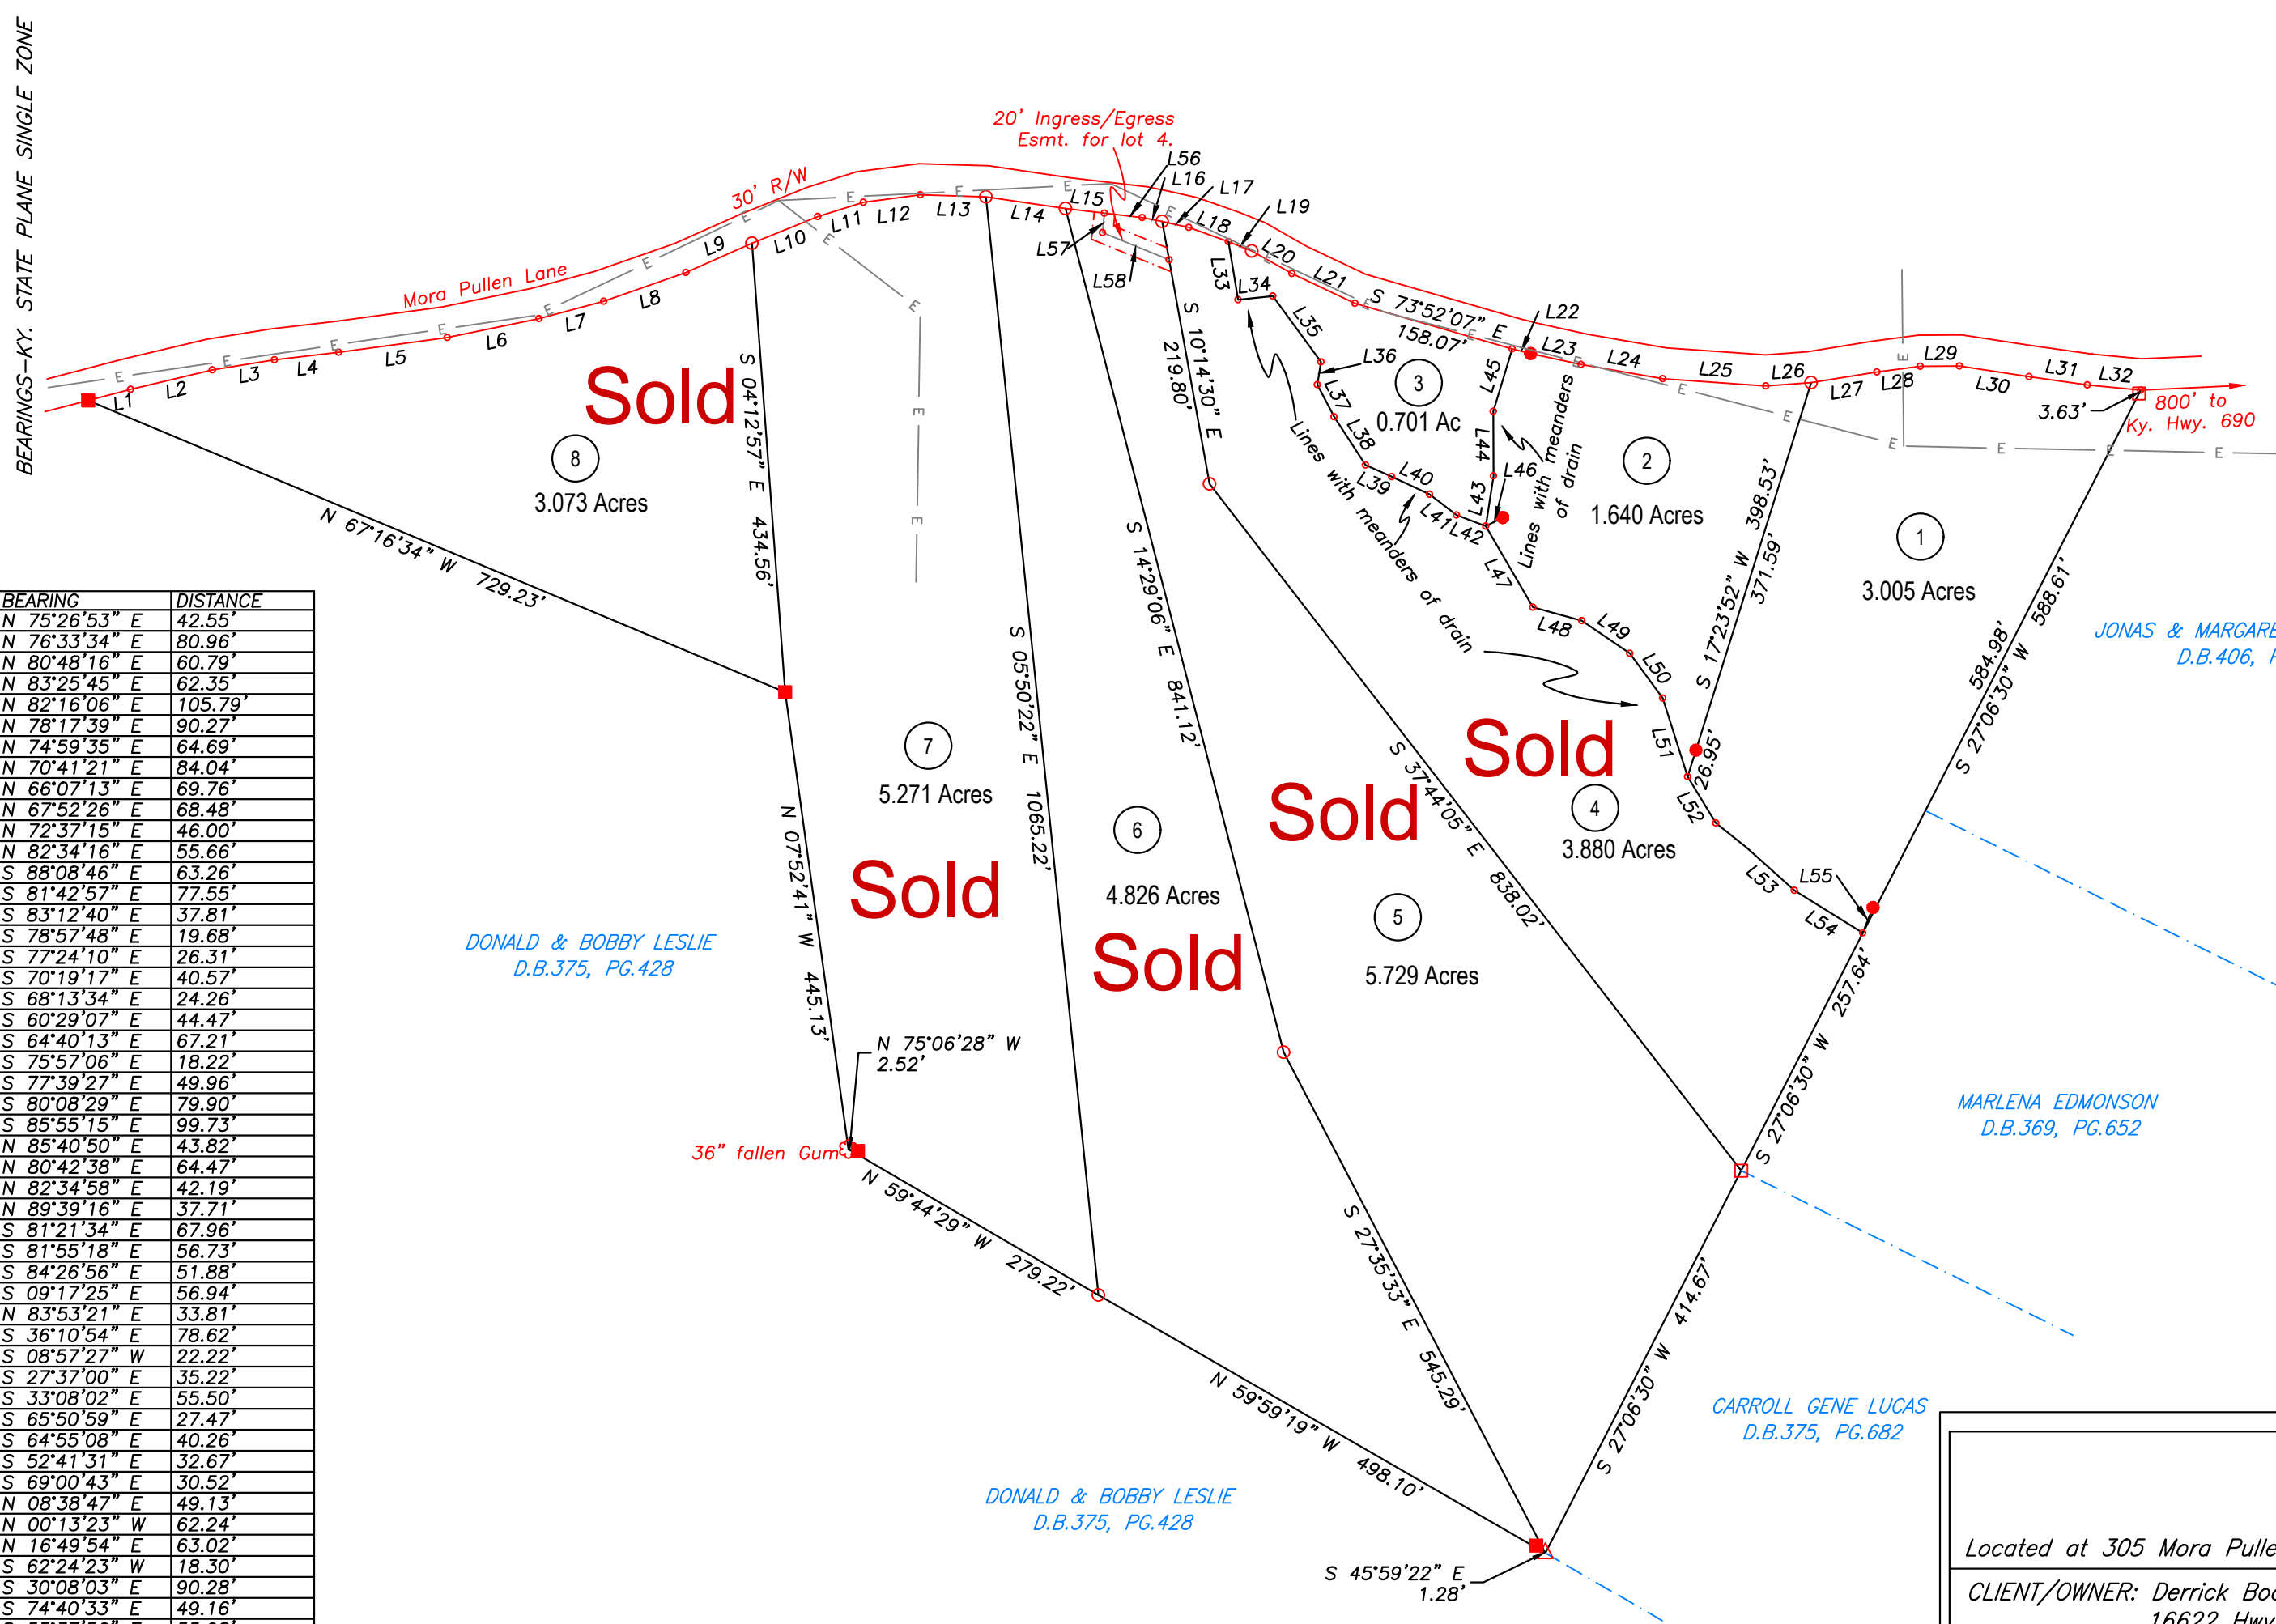 BEARINGS-KY. STATE PLANE SINGLE ZONE
20' Ingress/Egress
Esmt. for lot 4.
30' R/W
Mora Pullen Lane
L1
L2
L3
L4
L5
L6
L7
L8
L9
L10
L11
L12
L13
L14
L15
L56
L16
L17
L18
L19
L20
L21
S 73°52'07" E
158.07'
L22
L23
L24
L25
L26
L27
L28
L29
L30
L31
L32
3.63'
800' to
Ky. Hwy. 690
L57
L58
L33
L34
L35
L36
L37
L38
L39
L40
L41
L42
L43
L44
L45
L46
L47
L48
L49
L50
L51
L52
L53
L54
L55
Lines with meanders of drain
Lines with meanders
of drain
Sold
8
3.073 Acres
N 67°16'34" W 729.23'
S 04°12'57" E 434.56'
7
5.271 Acres
Sold
N 07°52'41" W 445.13'
N 75°06'28" W
2.52'
36" fallen Gum
N 59°44'29" W 279.22'
S 05°50'22" E 1065.22'
6
4.826 Acres
Sold
S 14°29'06" E 841.12'
S 10°14'30" E
219.80'
Sold
5
5.729 Acres
S 27°35'33" E 545.29'
N 59°59'19" W 498.10'
S 45°59'22" E
1.28'
S 37°44'05" E 838.02'
Sold
4
3.880 Acres
3
0.701 Ac
2
1.640 Acres
1
3.005 Acres
S 17°23'52" W 398.53'
371.59'
26.95'
584.98'
S 27°06'30" W 588.61'
S 27°06'30" W 257.64'
S 27°06'30" W 414.67'
JONAS & MARGARE
D.B.406, P
DONALD & BOBBY LESLIE
D.B.375, PG.428
MARLENA EDMONSON
D.B.369, PG.652
CARROLL GENE LUCAS
D.B.375, PG.682
DONALD & BOBBY LESLIE
D.B.375, PG.428
BEARING DISTANCE
N 75°26'53" E 42.55'
N 76°33'34" E 80.96'
N 80°48'16" E 60.79'
N 83°25'45" E 62.35'
N 82°16'06" E 105.79'
N 78°17'39" E 90.27'
N 74°59'35" E 64.69'
N 70°41'21" E 84.04'
N 66°07'13" E 69.76'
N 67°52'26" E 68.48'
N 72°37'15" E 46.00'
N 82°34'16" E 55.66'
S 88°08'46" E 63.26'
S 81°42'57" E 77.55'
S 83°12'40" E 37.81'
S 78°57'48" E 19.68'
S 77°24'10" E 26.31'
S 70°19'17" E 40.57'
S 68°13'34" E 24.26'
S 60°29'07" E 44.47'
S 64°40'13" E 67.21'
S 75°57'06" E 18.22'
S 77°39'27" E 49.96'
S 80°08'29" E 79.90'
S 85°55'15" E 99.73'
N 85°40'50" E 43.82'
N 80°42'38" E 64.47'
N 82°34'58" E 42.19'
N 89°39'16" E 37.71'
S 81°21'34" E 67.96'
S 81°55'18" E 56.73'
S 84°26'56" E 51.88'
S 09°17'25" E 56.94'
N 83°53'21" E 33.81'
S 36°10'54" E 78.62'
S 08°57'27" W 22.22'
S 27°37'00" E 35.22'
S 33°08'02" E 55.50'
S 65°50'59" E 27.47'
S 64°55'08" E 40.26'
S 52°41'31" E 32.67'
S 69°00'43" E 30.52'
N 08°38'47" E 49.13'
N 00°13'23" W 62.24'
N 16°49'54" E 63.02'
S 62°24'23" W 18.30'
S 30°08'03" E 90.28'
S 74°40'33" E 49.16'
Located at 305 Mora Pulle
CLIENT/OWNER: Derrick Boo
16622 Hwy